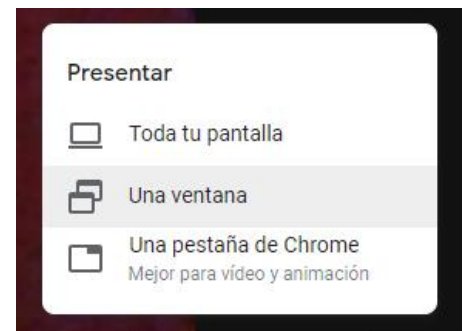 Presentar
Toda tu pantalla
Una ventana
Una pestaña de Chrome
Mejor para vídeo y animación